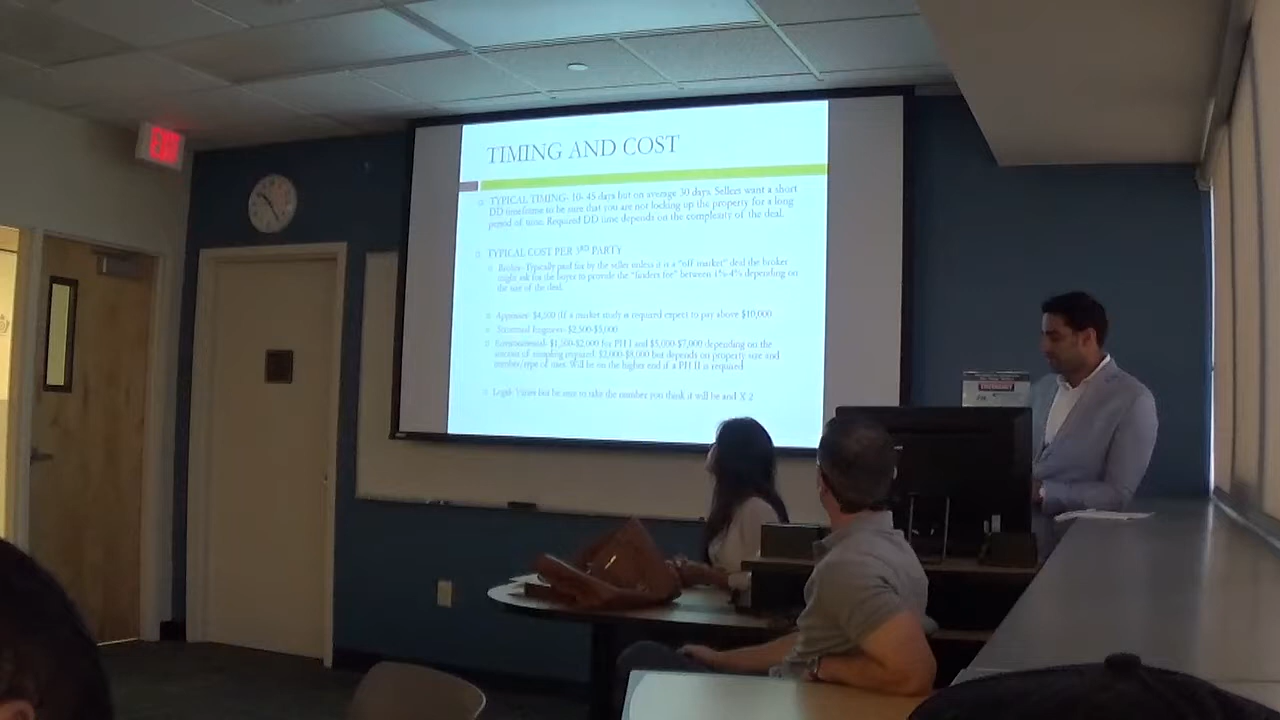 EXIT
TIMING AND COST
TYPICAL TIMING- 10- 45 days but on average 30 days. Sellers want a short
DD timeframe to be sure that you are not locking up the property for a long
period of time. Required DD time depends on the complexity of the deal.
TYPICAL COST PER 3RD PARTY
Broker- Typically paid for by the seller unless it is a "off market" deal the broker
might ask for the buyer to provide the "finders fee" between 1%-4% depending on
the size of the deal.
Appraiser- $4,000 (If a market study is required expect to pay above $10,000
Structural Engineer- $2,500-$5,000
Environmental- $1,500-$2,000 for PH I and $5,000-$7,000 depending on the
amount of sampling required. $2,000-$8,000 but depends on property size and
number/type of uses. Will be on the higher end if a PH II is required
Legal- Varies but be sure to take the number you think it will be and X 2